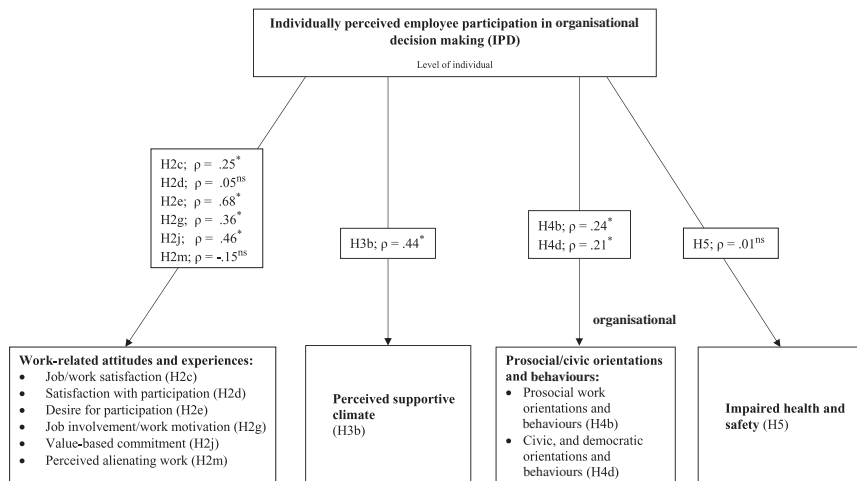 Individually perceived employee participation in organisational
decision making (IPD)
Level of individual
H2c; ρ = .25*
H2d; ρ = .05ns
H2e; ρ = .68*
H2g; ρ = .36*
H2j; ρ = .46*
H2m; ρ = -.15ns
H3b; ρ = .44*
H4b; ρ = .24*
H4d; ρ = .21*
H5; ρ = .01ns
organisational
Work-related attitudes and experiences:
• Job/work satisfaction (H2c)
• Satisfaction with participation (H2d)
• Desire for participation (H2e)
• Job involvement/work motivation (H2g)
• Value-based commitment (H2j)
• Perceived alienating work (H2m)
Perceived supportive
climate
(H3b)
Prosocial/civic orientations
and behaviours:
• Prosocial work
orientations and
behaviours (H4b)
• Civic, and democratic
orientations and
behaviours (H4d)
Impaired health and
safety (H5)